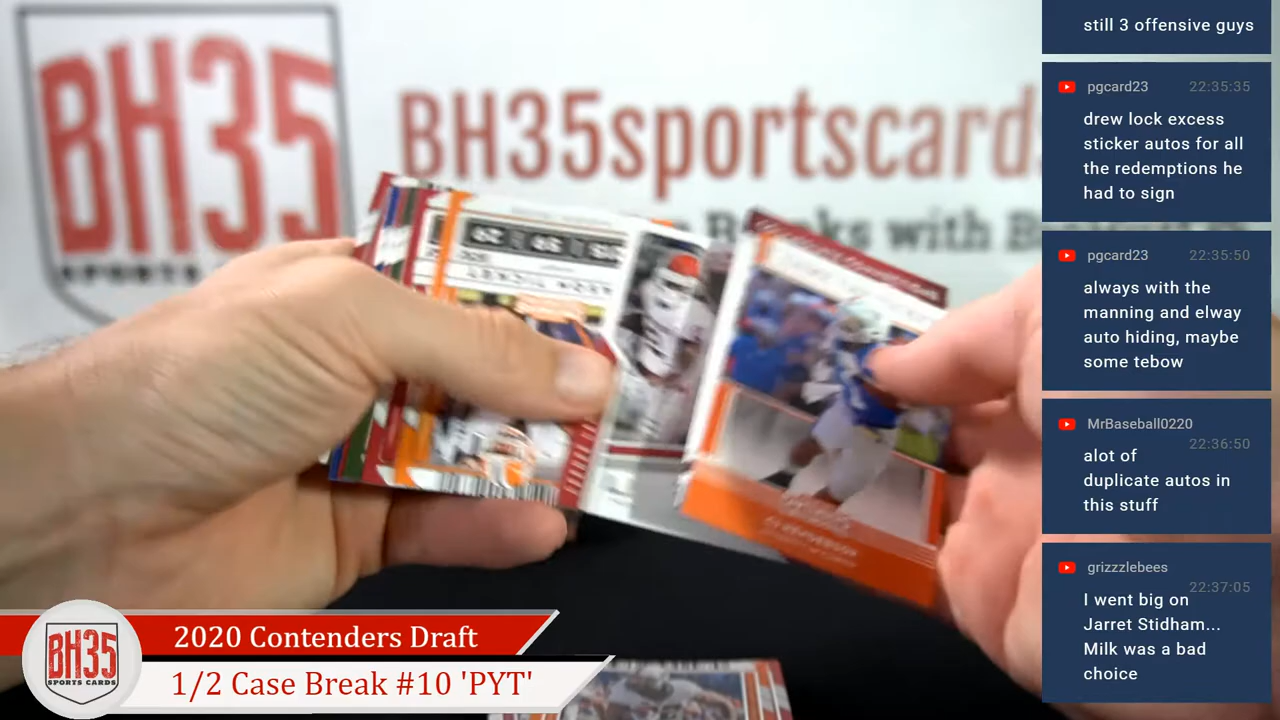 BH35
BH35sportscards
Breaks with B
still 3 offensive guys
pgcard23 22:35:35
drew lock excess
sticker autos for all
the redemptions he
had to sign
pgcard23 22:35:50
always with the
manning and elway
auto hiding, maybe
some tebow
MrBaseball0220
22:36:50
alot of
duplicate autos in
this stuff
grizzzlebees
22:37:05
I went big on
Jarret Stidham...
Milk was a bad
choice
BH35
SPORTS CARDS
2020 Contenders Draft
1/2 Case Break #10 'PYT'